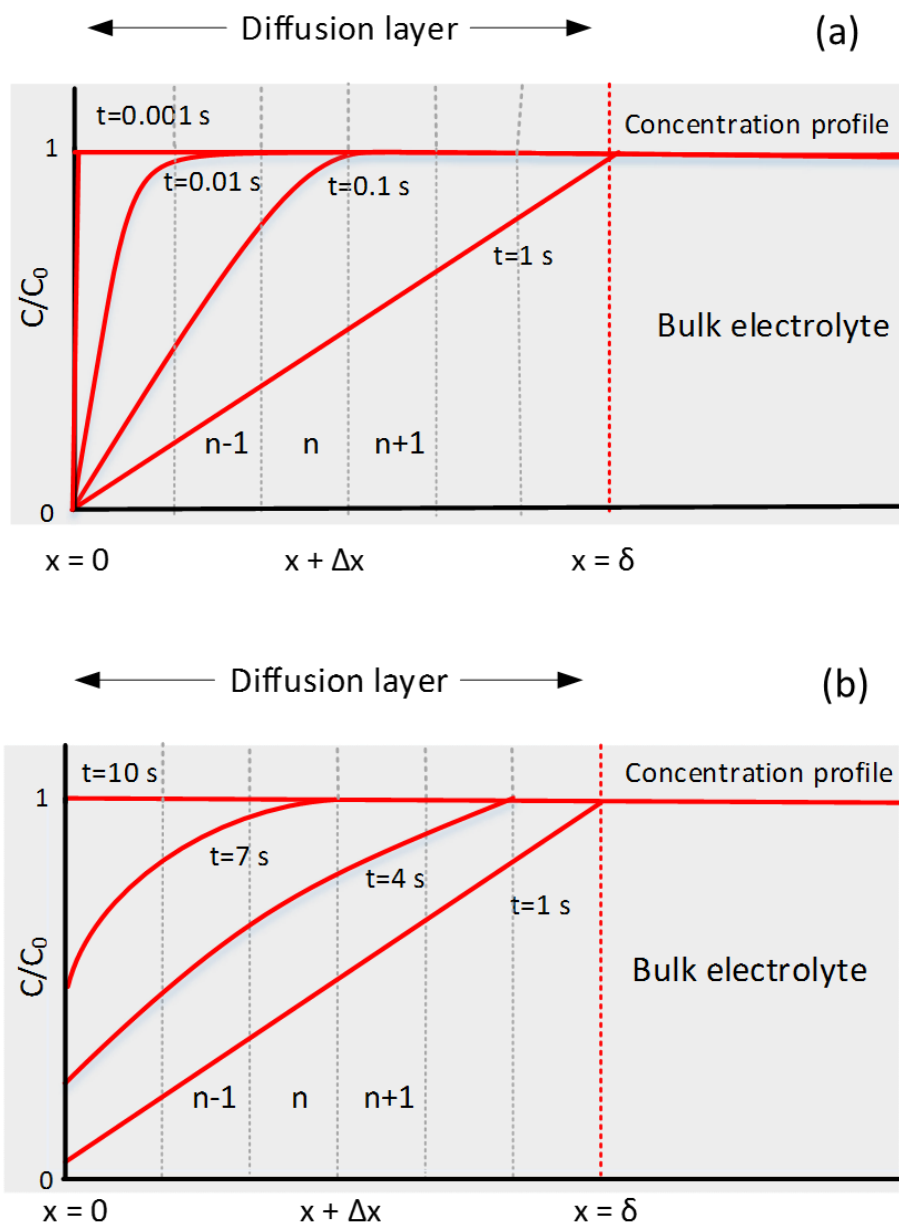 Diffusion layer
(a)
t=0.001 s
Concentration profile
1
t=0.01 s
t=0.1 s
t=1 s
C/C₀
Bulk electrolyte
n-1
n
n+1
0
x = 0
x + Δx
x = δ
Diffusion layer
(b)
t=10 s
Concentration profile
1
t=7 s
t=4 s
t=1 s
C/C₀
Bulk electrolyte
n-1
n
n+1
0
x = 0
x + Δx
x = δ